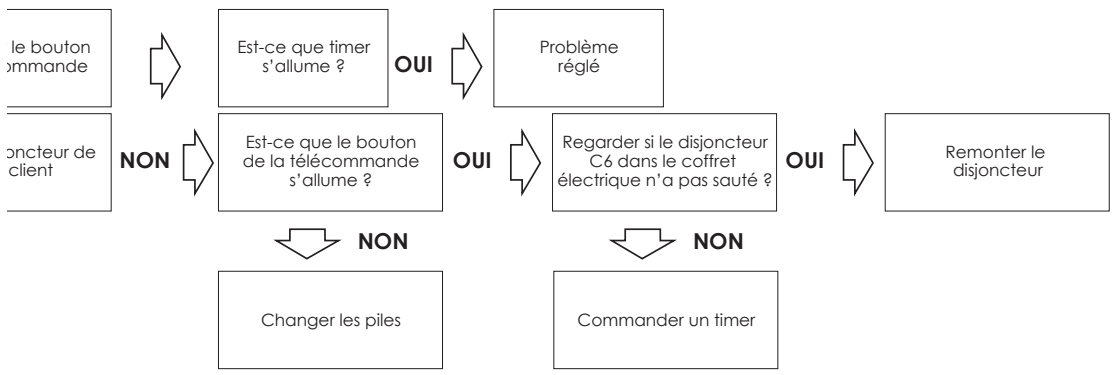 le bouton
Est-ce que timer
s'allume ?
OUI
Problème
réglé
de
client
NON
Est-ce que le bouton
de la télécommande
s'allume ?
OUI
Regarder si le disjoncteur
C6 dans le coffret
électrique n'a pas sauté ?
OUI
Remonter le
disjoncteur
NON
NON
Changer les piles
Commander un timer